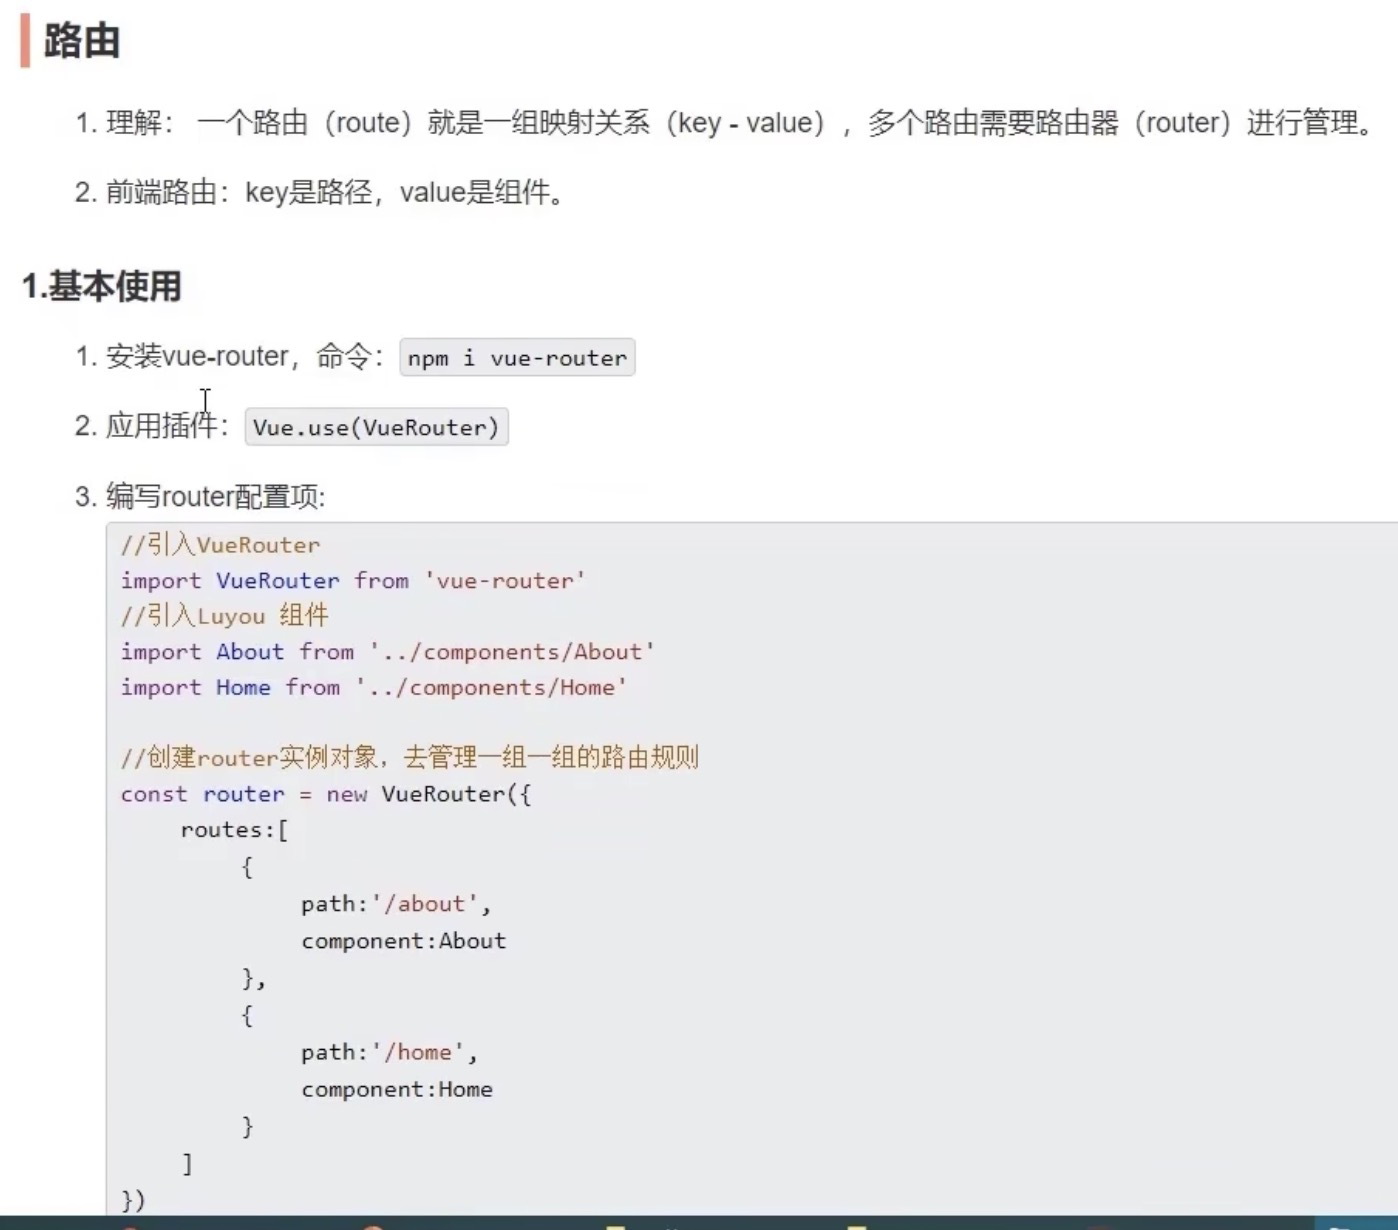 路由
1. 理解： 一个路由（route）就是一组映射关系（key - value），多个路由需要路由器（router）进行管理。
2. 前端路由：key是路径，value是组件。
1.基本使用
1. 安装vue-router，命令： npm i vue-router
2. 应用插件： Vue.use(VueRouter)
3. 编写router配置项:
//引入VueRouter
import VueRouter from 'vue-router'
//引入Luyou 组件
import About from '../components/About'
import Home from '../components/Home'
//创建router实例对象，去管理一组一组的路由规则
const router = new VueRouter({
routes:[
{
path:'/about',
component:About
},
{
path:'/home',
component:Home
}
]
})